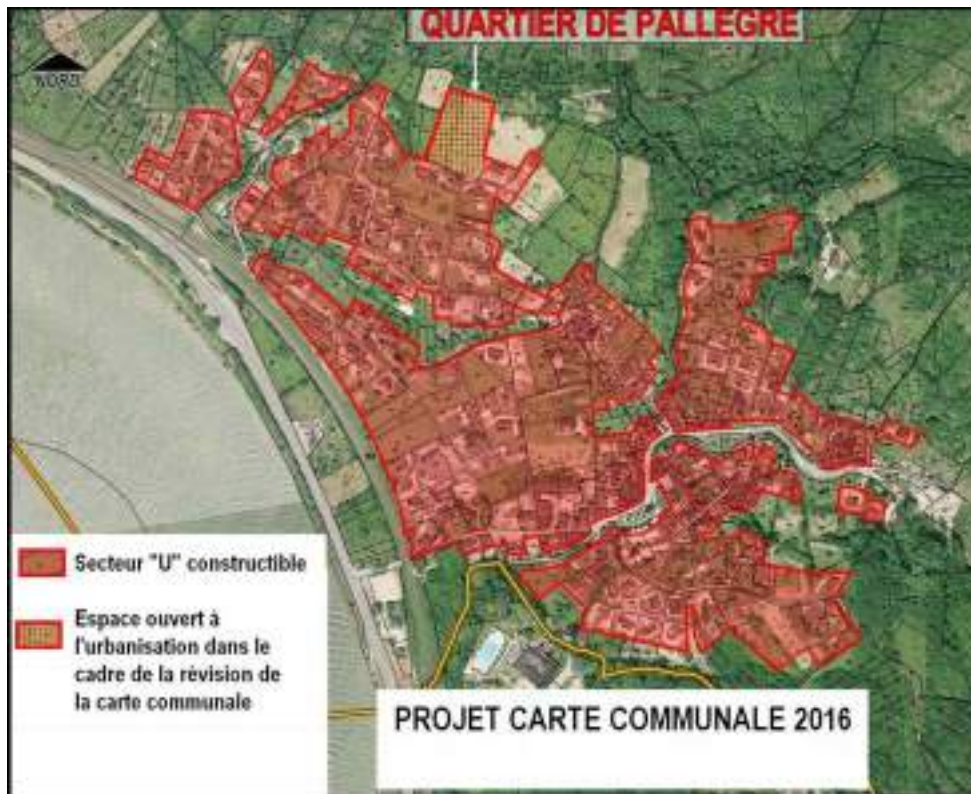 QUARTIER DE PALLEGRE
NORD
Secteur "U" constructible
Espace ouvert à
l'urbanisation dans le
cadre de la révision de
la carte communale
PROJET CARTE COMMUNALE 2016